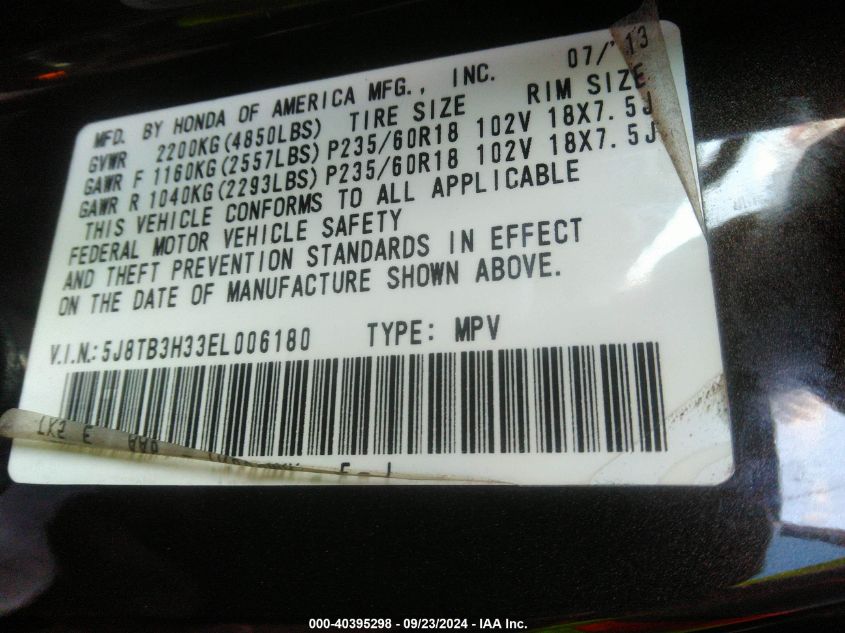 MFD. BY HONDA OF AMERICA MFG., INC. 07/'13
GVWR 2200KG(4850LBS) TIRE SIZE RIM SIZE
GAWR F 1160KG(2557LBS) P235/60R18 102V 18X7.5J
GAWR R 1040KG(2293LBS) P235/60R18 102V 18X7.5J
THIS VEHICLE CONFORMS TO ALL APPLICABLE
FEDERAL MOTOR VEHICLE SAFETY
AND THEFT PREVENTION STANDARDS IN EFFECT
ON THE DATE OF MANUFACTURE SHOWN ABOVE.
V.I.N.: 5J8TB3H33EL006180 TYPE: MPV
000-40395298 - 09/23/2024 - IAA Inc.